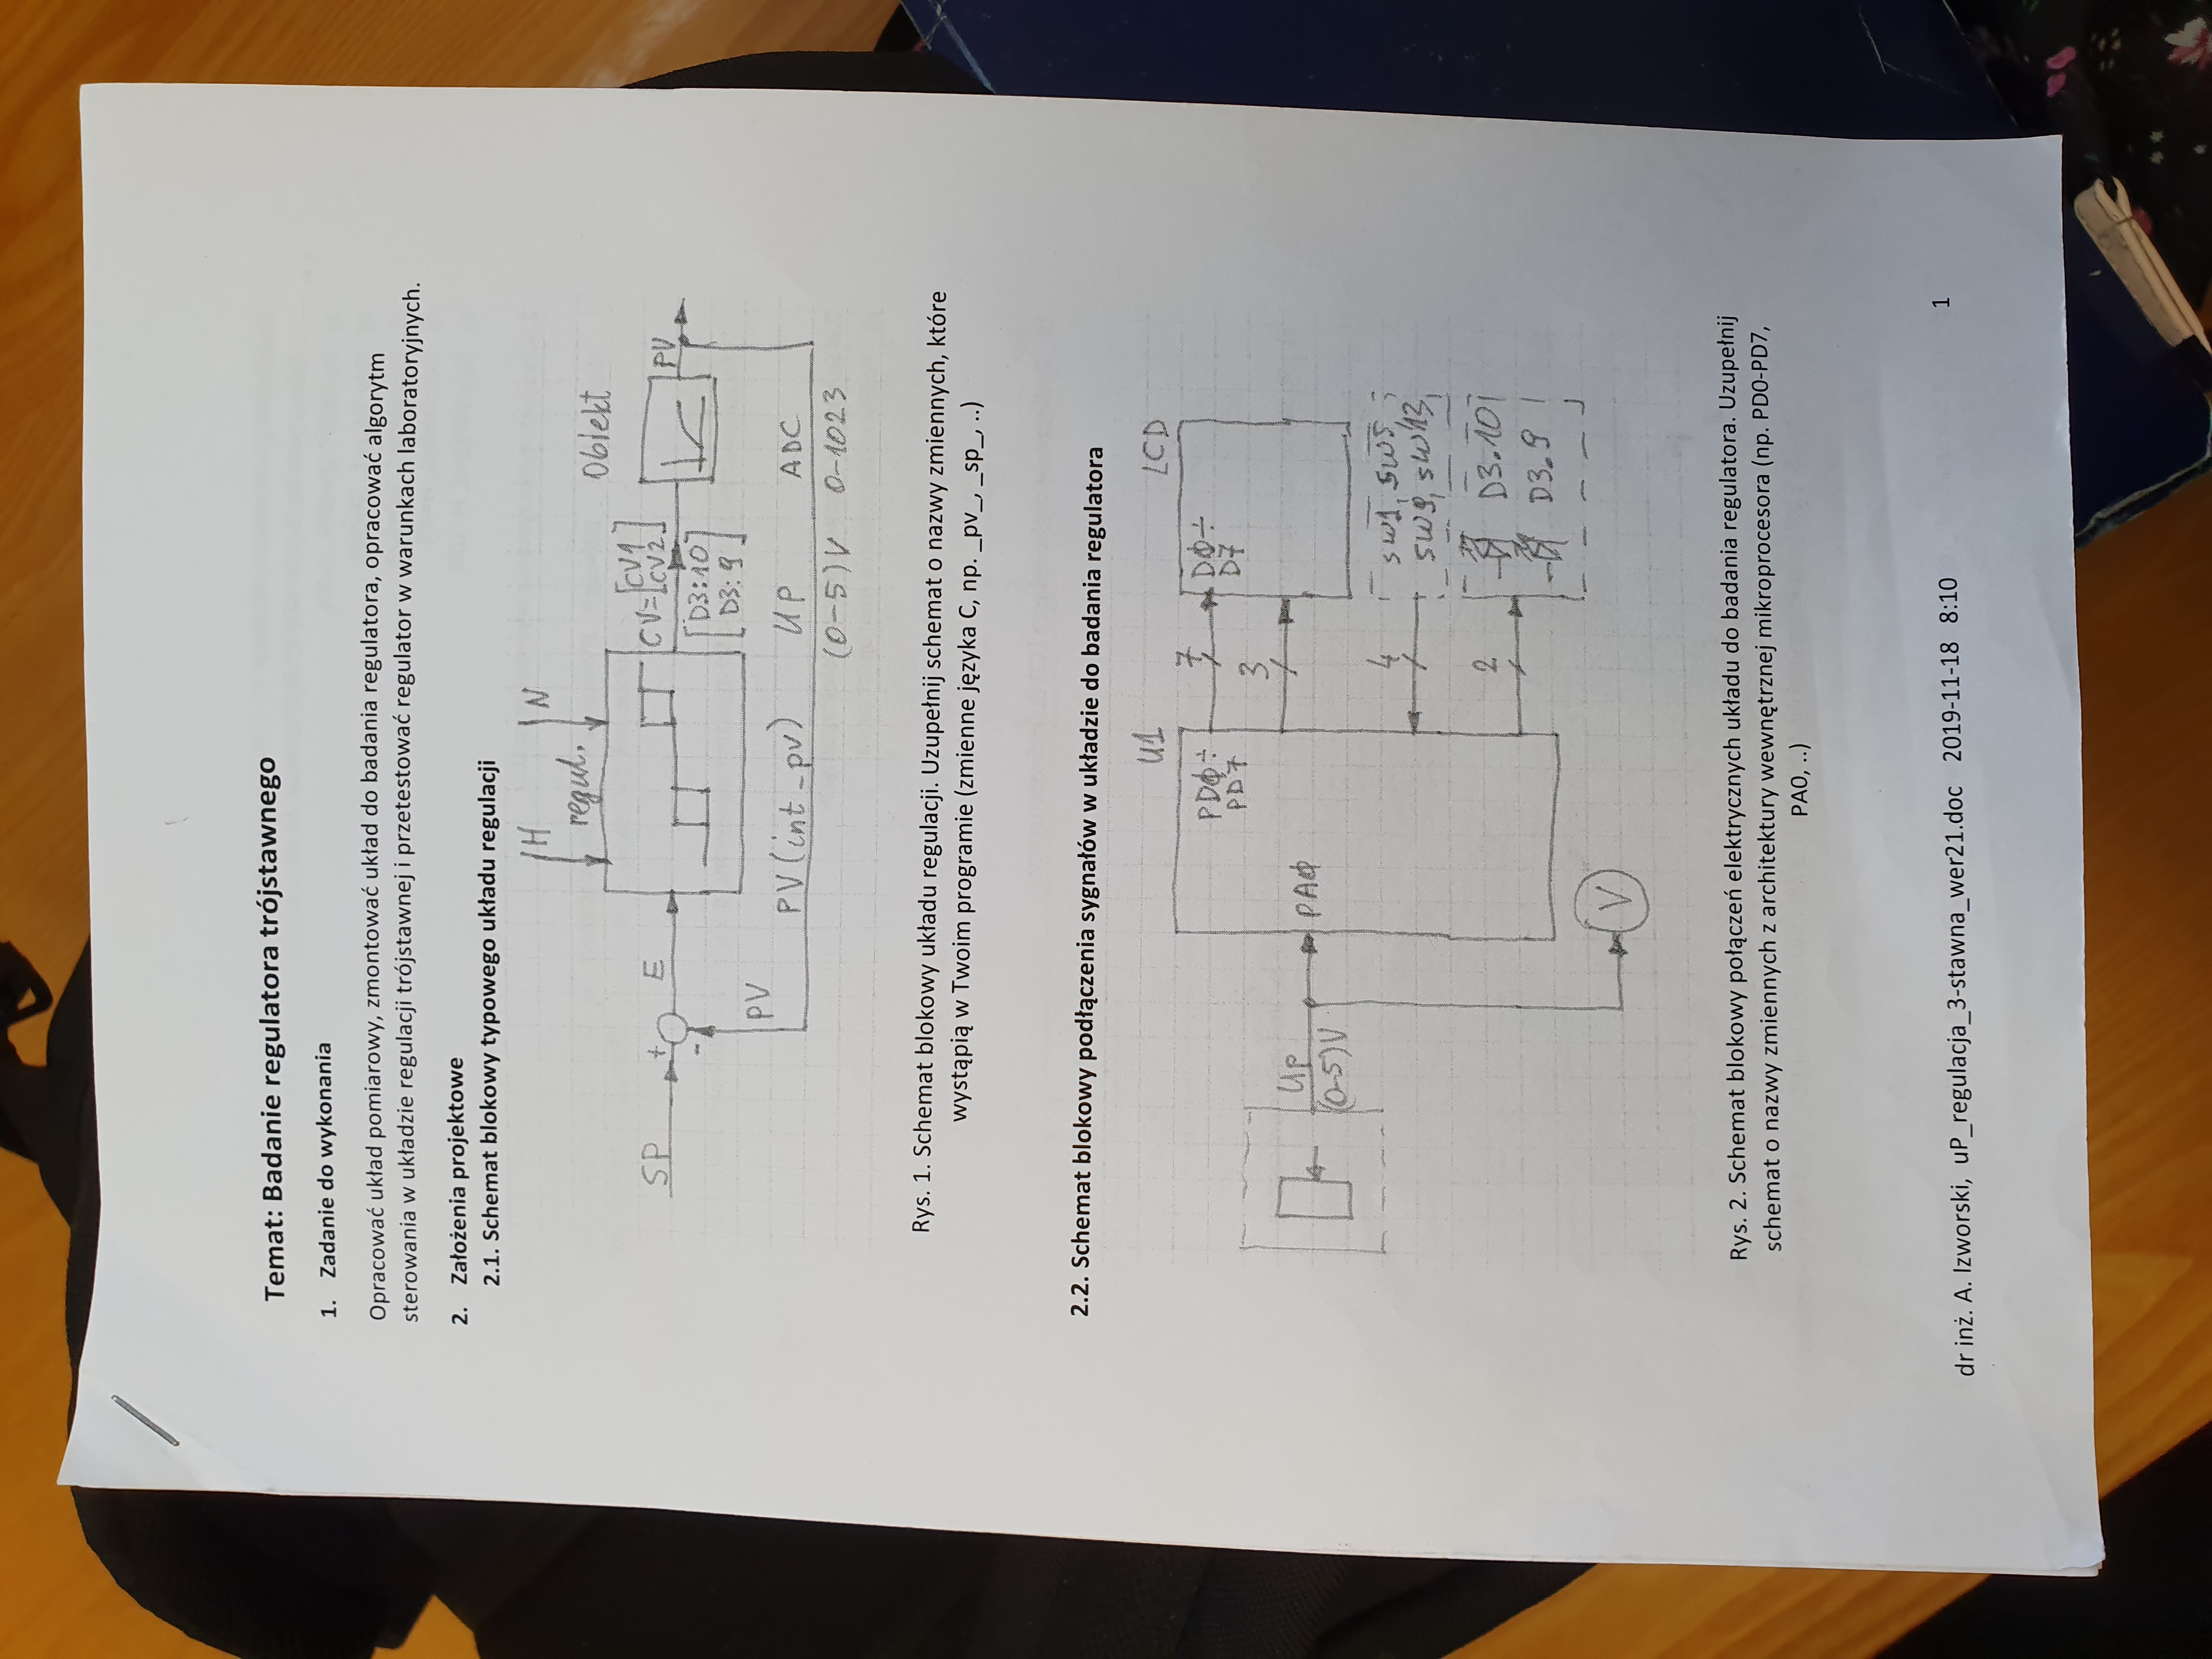 Temat: Badanie regulatora trójstawnego
1. Zadanie do wykonania
Opracować układ pomiarowy, zmontować układ do badania regulatora, opracować algorytm
sterowania w układzie regulacji trójstawnej i przetestować regulator w warunkach laboratoryjnych.
2. Założenia projektowe
2.1. Schemat blokowy typowego układu regulacji
H N
regul.
Obiekt
SP + E CV=[CV1 CV2] PV
-
[D3:10 D3:9]
PV
PV (int _pv) UP ADC
(0-5)V 0-1023
Rys. 1. Schemat blokowy układu regulacji. Uzupełnij schemat o nazwy zmiennych, które
wystąpią w Twoim programie (zmienne języka C, np. _pv_, _sp_, ..)
2.2. Schemat blokowy podłączenia sygnałów w układzie do badania regulatora
U1 LCD
PDφ÷ 7 Dφ÷
PD7 D7
3
Up PAφ
(0-5)V
4 SW1, SW5,
SW9, SW13,
2 D3.10
D3.9
V
Rys. 2. Schemat blokowy połączeń elektrycznych układu do badania regulatora. Uzupełnij
schemat o nazwy zmiennych z architektury wewnętrznej mikroprocesora (np. PD0-PD7,
PA0, ..)
dr inż. A. Izworski, uP_regulacja_3-stawna_wer21.doc 2019-11-18 8:10 1